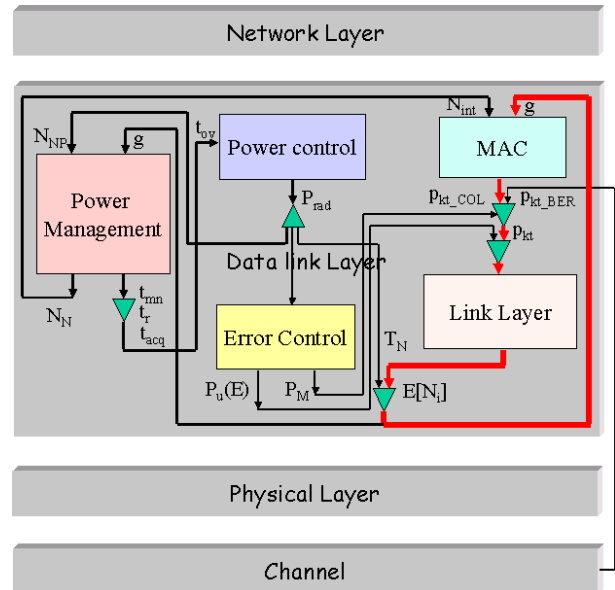 Network Layer
N_int
g
t_ov
N_NP
g
Power control
MAC
Power
Management
P_rad
p_kt_COL
p_kt_BER
p_kt
Data link Layer
t_mn
t_r
t_acq
N_N
Error Control
Link Layer
T_N
P_u(E)
P_M
E[N_i]
Physical Layer
Channel